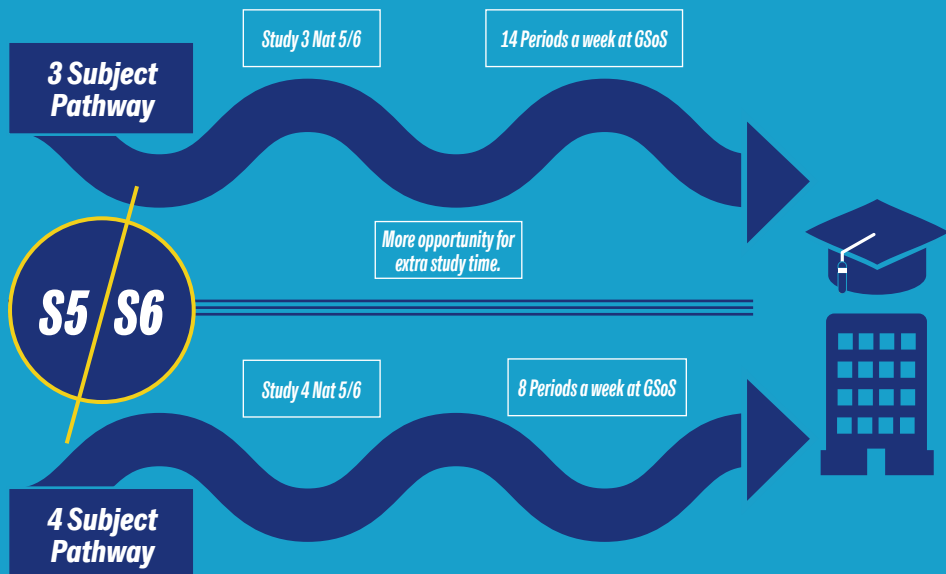 Study 3 Nat 5/6
14 Periods a week at GSoS
3 Subject
Pathway
More opportunity for
extra study time.
S5/S6
Study 4 Nat 5/6
8 Periods a week at GSoS
4 Subject
Pathway